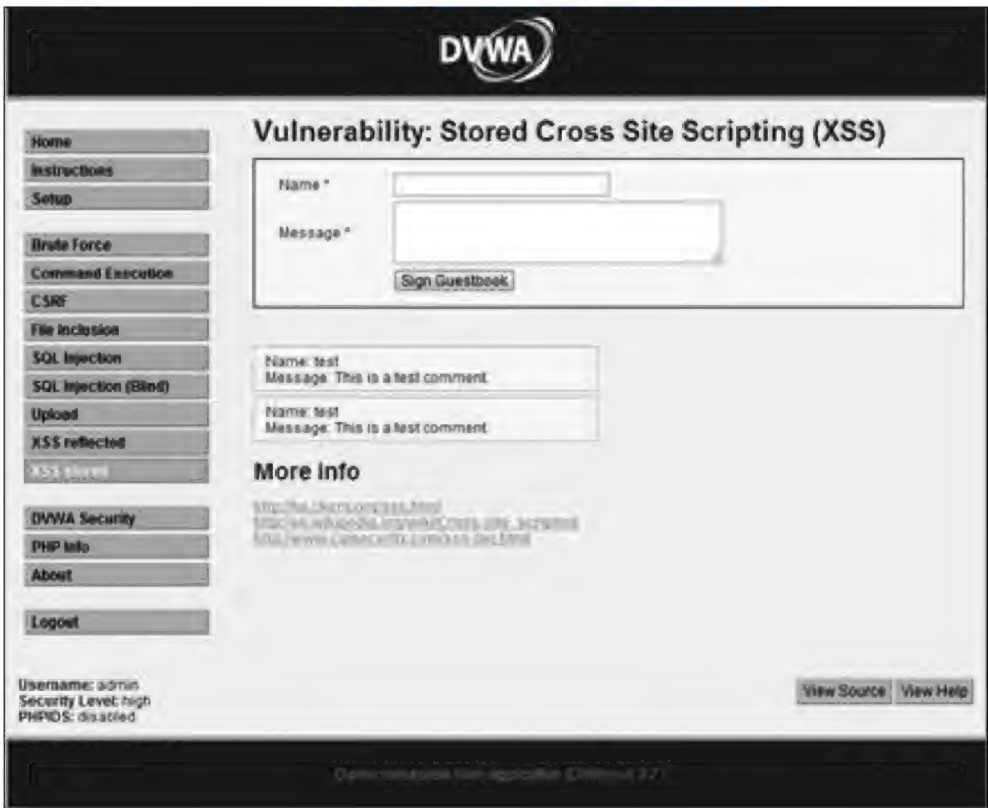 DVWA
Home
Instructions
Setup
Brute Force
Command Execution
CSRF
File Inclusion
SQL Injection
SQL Injection (Blind)
Upload
XSS reflected
XSS stored
DVWA Security
PHP Info
About
Logout
Username: admin
Security Level: high
PHPIDS: disabled
Vulnerability: Stored Cross Site Scripting (XSS)
Name *
Message *
Sign Guestbook
Name: test
Message: This is a test comment.
Name: test
Message: This is a test comment.
More info
View Source
View Help